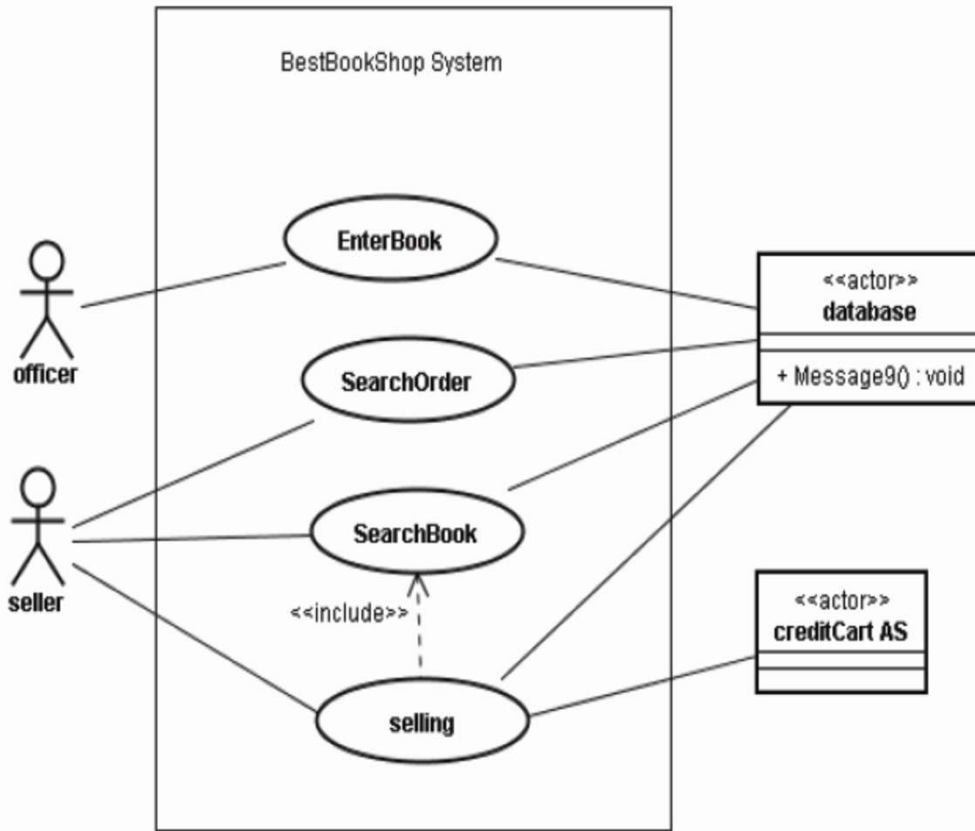 BestBookShop System
EnterBook
officer
<<actor>>
database
+ Message9() : void
SearchOrder
SearchBook
seller
<<include>>
<<actor>>
creditCart AS
selling